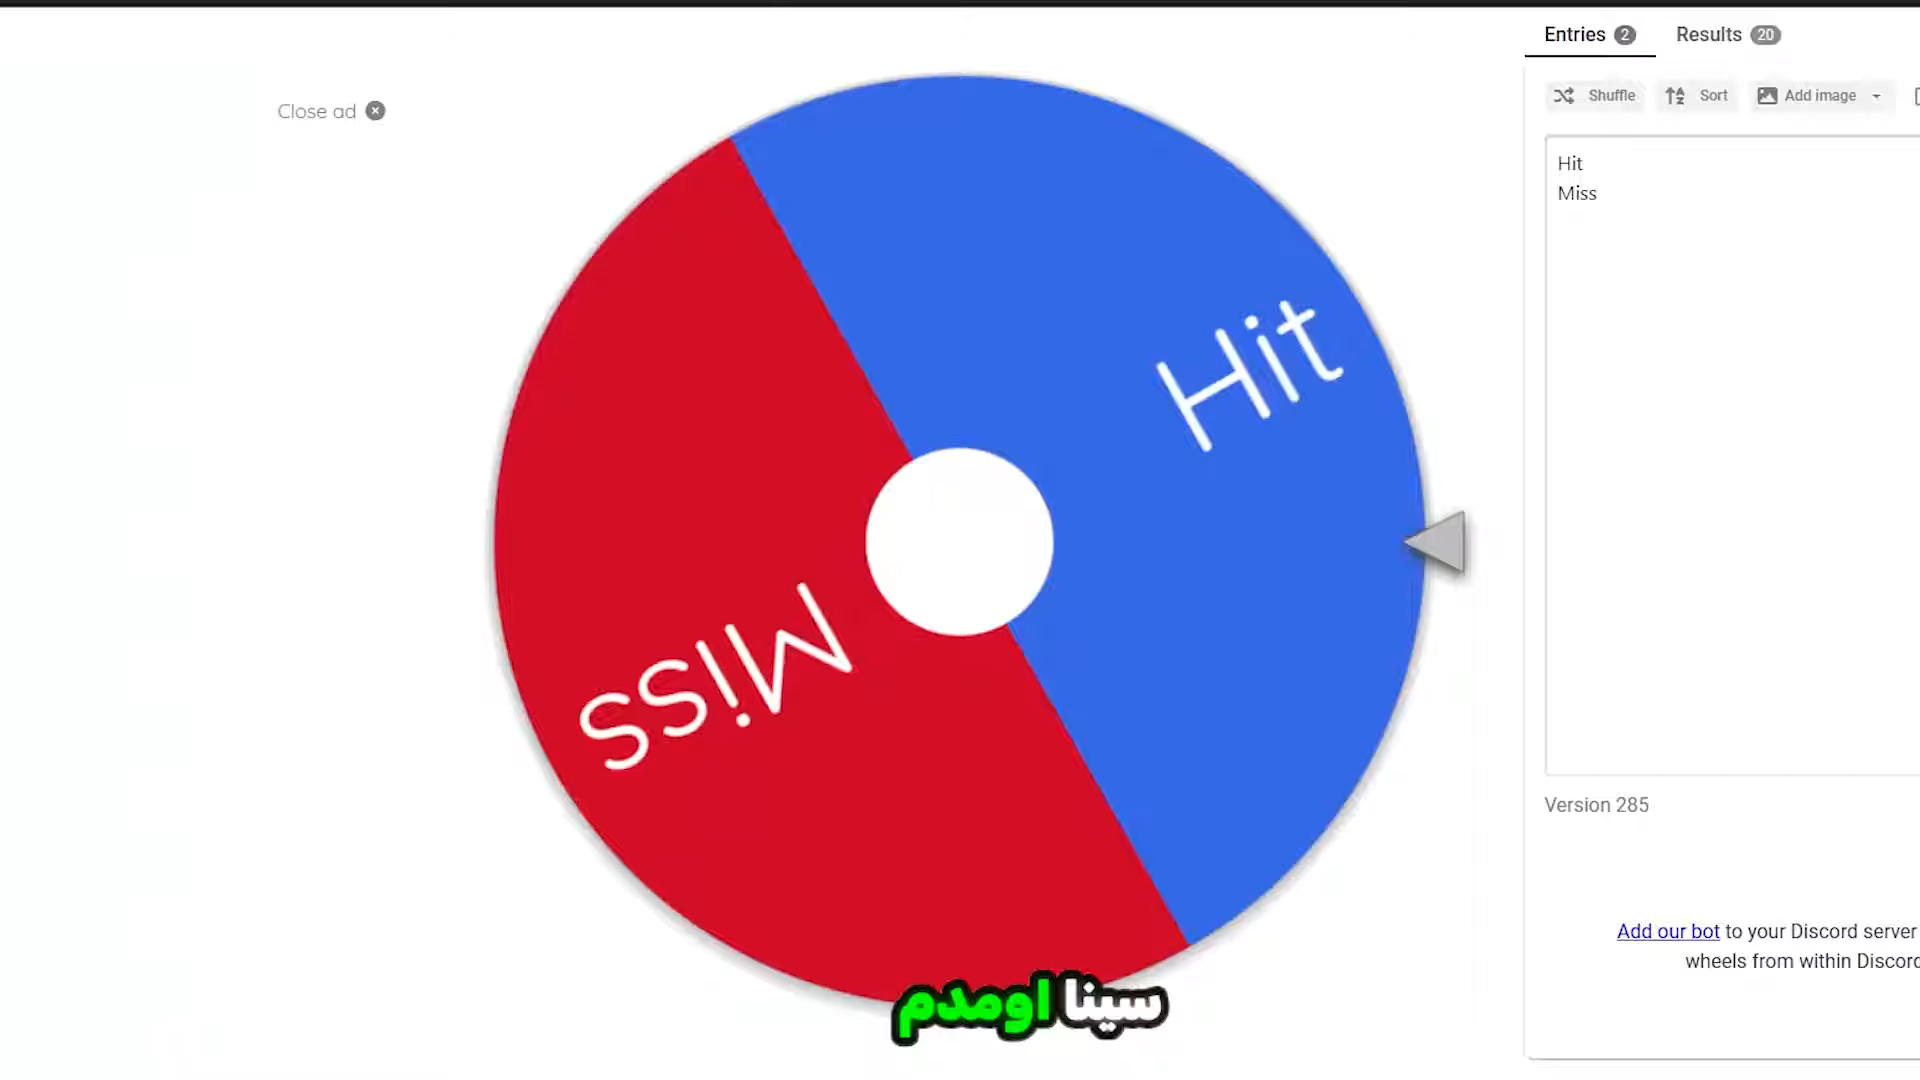 Entries 2
Results 20
Close ad
Shuffle
Sort
Add image
Hit
Miss
Hit
Miss
Version 285
Add our bot to your Discord server
wheels from within Discord
سینا اومدم